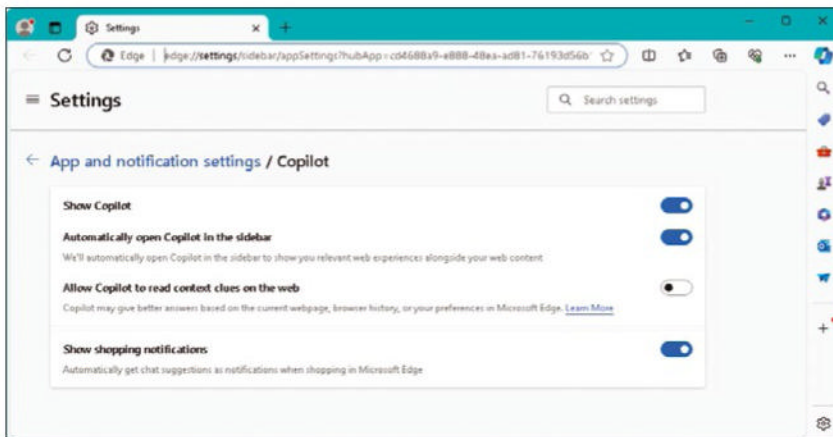 Settings
Edge | edge://settings/sidebar/appSettings?hubApp=cd4688a9-e888-48ea-ad81-76193d56b
Settings
Search settings
App and notification settings / Copilot
Show Copilot
Automatically open Copilot in the sidebar
We'll automatically open Copilot in the sidebar to show you relevant web experiences alongside your web content
Allow Copilot to read context clues on the web
Copilot may give better answers based on the current webpage, browser history, or your preferences in Microsoft Edge. Learn More
Show shopping notifications
Automatically get chat suggestions as notifications when shopping in Microsoft Edge